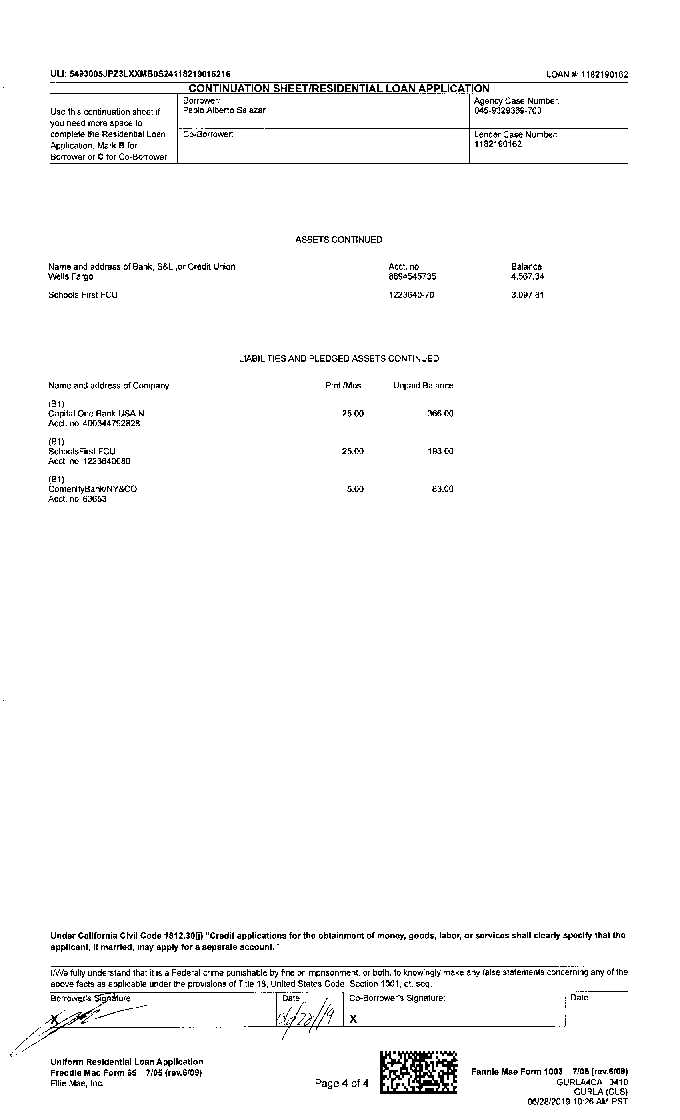 ULI: 5493005JPZ3LXXMB0S24118219016216
LOAN #: 1182190162
CONTINUATION SHEET/RESIDENTIAL LOAN APPLICATION
Use this continuation sheet if
you need more space to
complete the Residential Loan
Application. Mark B for
Borrower or C for Co-Borrower
Borrower:
Pablo Alberto Salazar
Co-Borrower:
Agency Case Number:
045-9329389-703
Lender Case Number:
1182190162
ASSETS CONTINUED
Name and address of Bank, S&L ,or Credit Union Acct. no Balance
Wells Fargo 8894545735 4,567.34
Schools First FCU 1223640-70 3,097.81
LIABILITIES AND PLEDGED ASSETS CONTINUED
Name and address of Company Pmt./Mos. Unpaid Balance
(B1)
Capital One Bank USA N 25.00 366.00
Acct. no. 400344792828
(B1)
SchoolsFirst FCU 25.00 193.00
Acct. no. 1223640080
(B1)
ComenityBank/NY&CO 5.00 83.00
Acct. no. 63653
Under California Civil Code 1812.30(j) "Credit applications for the obtainment of money, goods, labor, or services shall clearly specify that the
applicant, if married, may apply for a separate account."
I/We fully understand that it is a Federal crime punishable by fine or imprisonment, or both, to knowingly make any false statements concerning any of the
above facts as applicable under the provisions of Title 18, United States Code, Section 1001, et. seq.
Borrower's Signature Date Co-Borrower's Signature: Date
X X
Uniform Residential Loan Application
Freddie Mac Form 65 7/05 (rev.6/09)
Ellie Mae, Inc.
Page 4 of 4
Fannie Mae Form 1003 7/05 (rev.6/09)
GURLA4CA 0410
GURLA (CLS)
06/28/2019 10:26 AM PST